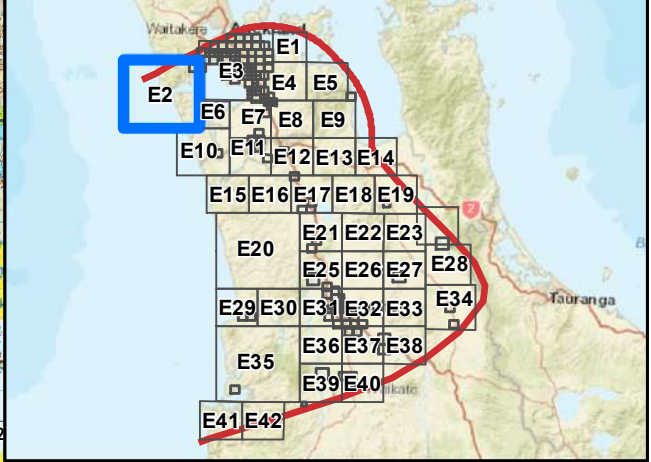 Waitakere
E1
E3
E4 E5
E2
E6 E7 E8 E9
E10 E11 E12 E13 E14
E15 E16 E17 E18 E19
2
E20 E21 E22 E23
E25 E26 E27 E28
E29 E30 E31 E32 E33 E34
Tauranga
E35 E36 E37 E38
E39 E40
E41 E42